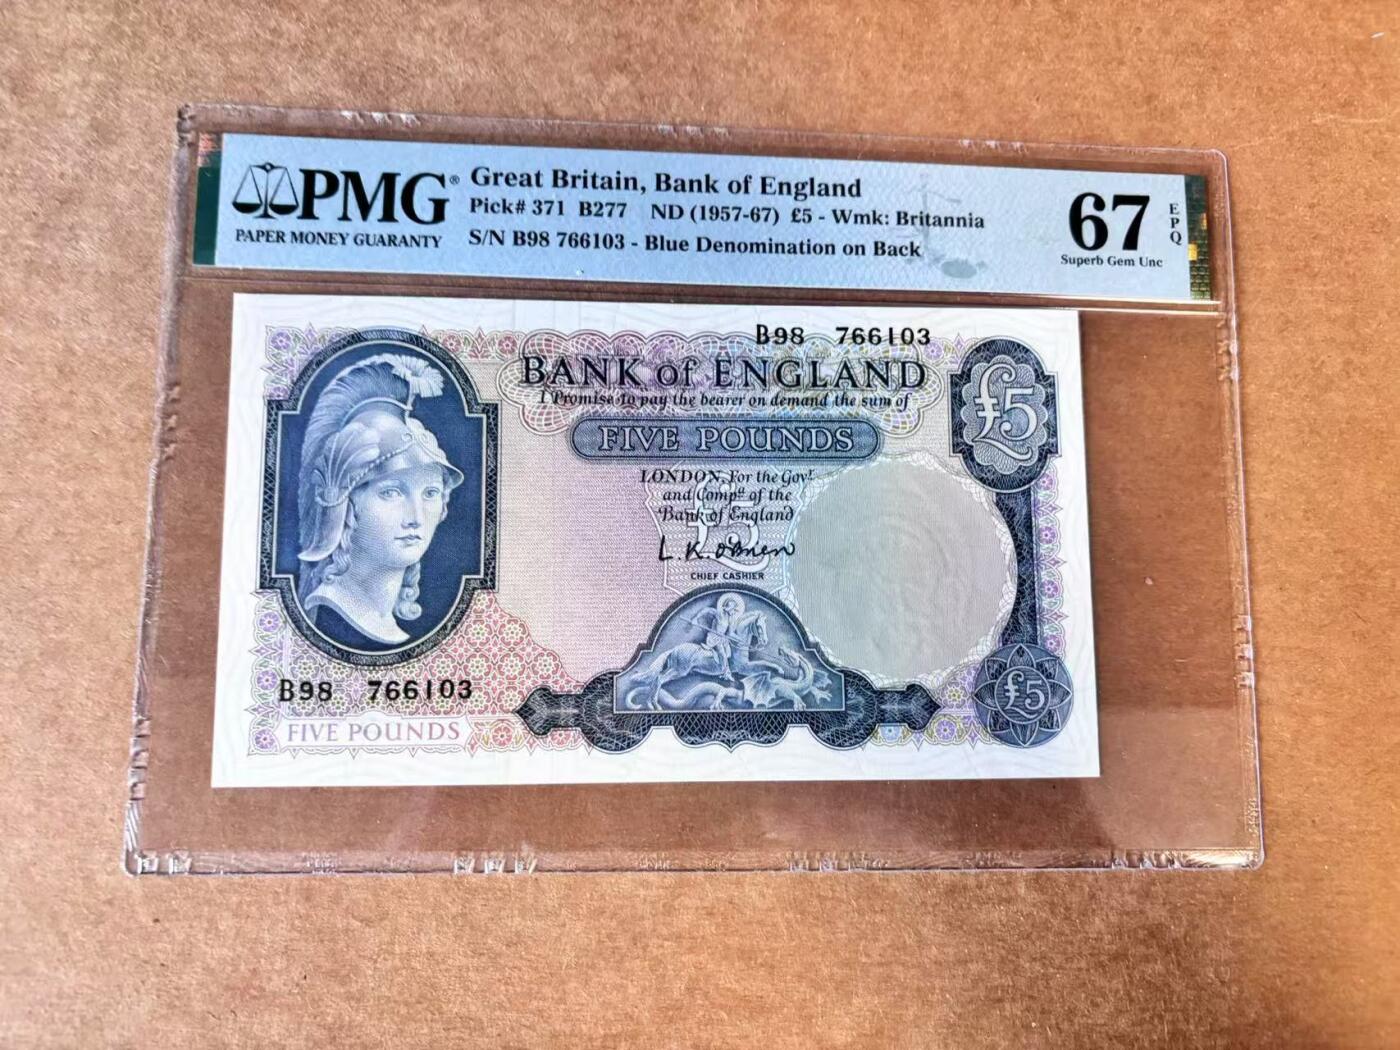 PMG®
PAPER MONEY GUARANTY
Great Britain, Bank of England
Pick# 371 B277 ND (1957-67) £5 - Wmk: Britannia
S/N B98 766103 - Blue Denomination on Back
67
EPQ
Superb Gem Unc
B98 766103
BANK of ENGLAND
I Promise to pay the bearer on demand the sum of
FIVE POUNDS
£5
LONDON, For the Govr.
and Compa. of the
Bank of England
£5
L.K. O'Brien
CHIEF CASHIER
B98 766103
FIVE POUNDS
£5